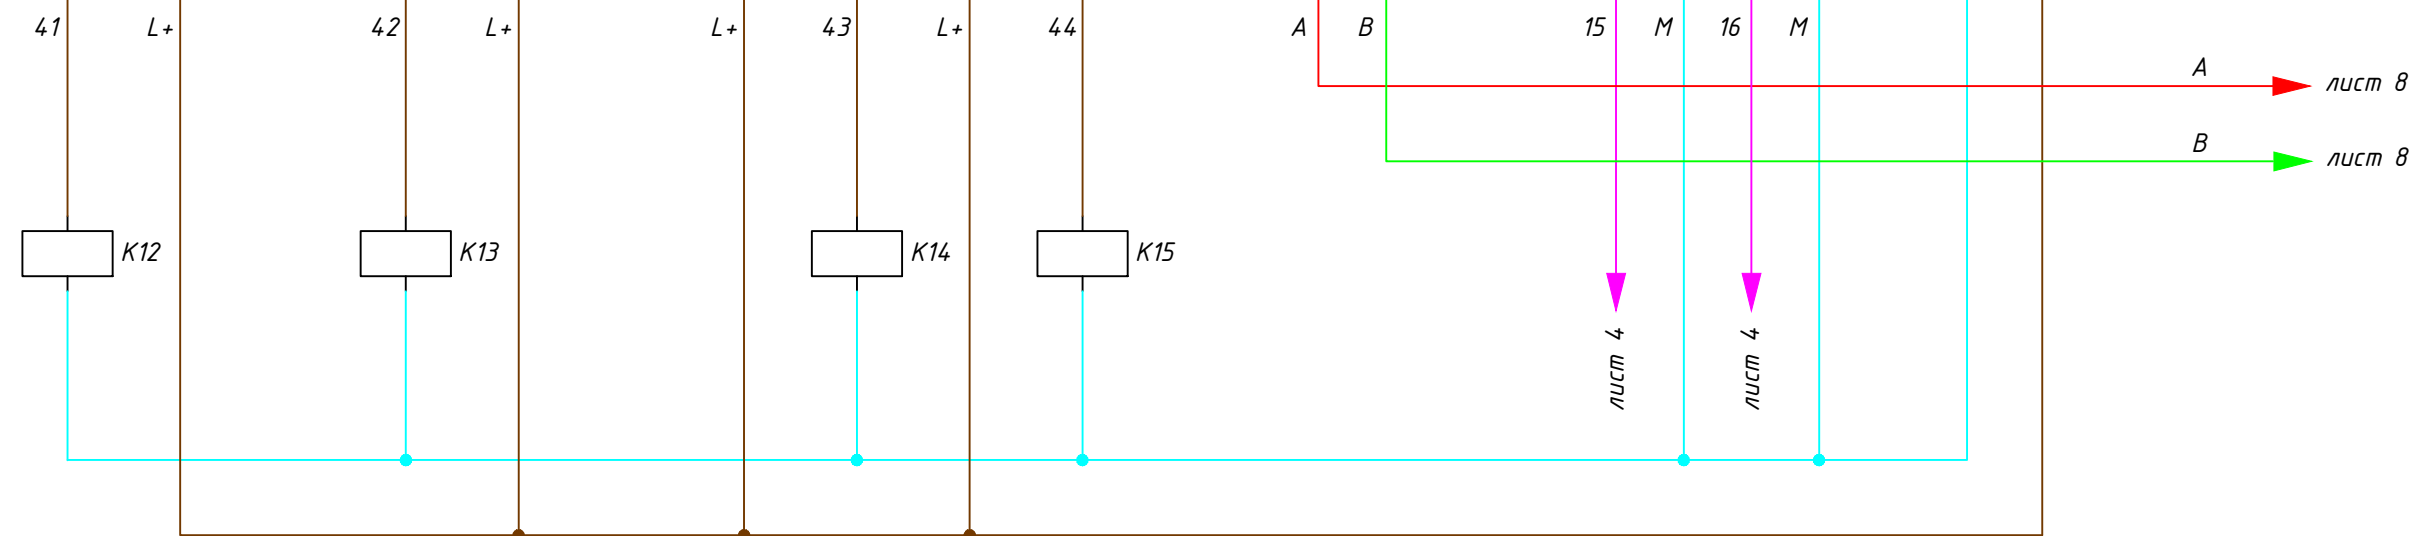 41 L+ 42 L+ L+ 43 L+ 44 A B 15 M 16 M
A
лист 8
B
лист 8
K12 K13 K14 K15
лист 4
лист 4